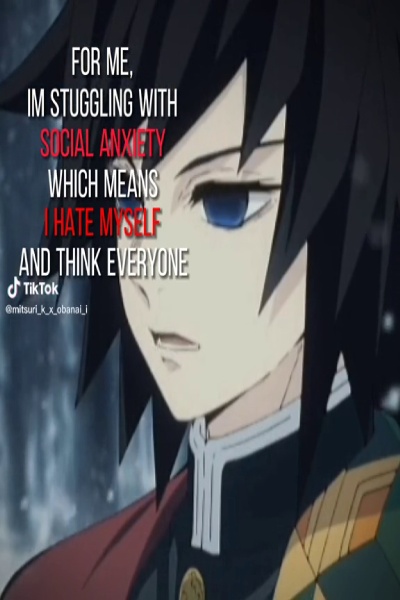 FOR ME,
IM STUGGLING WITH
SOCIAL ANXIETY
WHICH MEANS
I HATE MYSELF
AND THINK EVERYONE
TikTok
@mitsuri_k_x_obanai_i